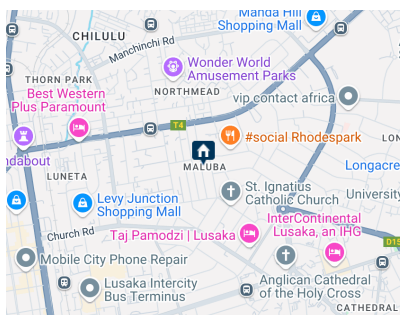 Manda Hill
Shopping Mall
CHILULU
Manchinchi Rd
Wonder World
Amusement Parks
THORN PARK
Best Western
Plus Paramount
NORTHMEAD
vip contact africa
T4
#social Rhodespark
LON
ndabout
MALUBA
Longacre
LUNETA
Levy Junction
Shopping Mall
St. Ignatius
Catholic Church
University
InterContinental
Lusaka, an IHG
Church Rd
Taj Pamodzi | Lusaka
D15
Mobile City Phone Repair
Lusaka Intercity
Bus Terminus
Anglican Cathedral
of the Holy Cross
CATHEDRAL